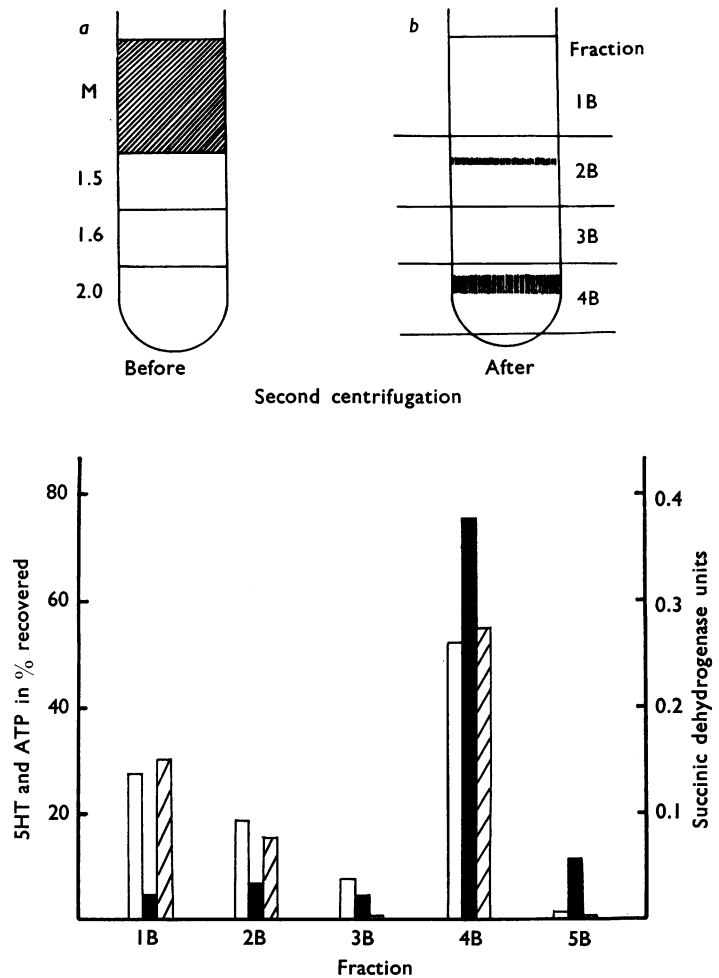 a
b
Fraction
M
1B
1.5
2B
1.6
3B
2.0
4B
Before
After
Second centrifugation
80
60
40
20
5HT and ATP in % recovered
0.4
0.3
0.2
0.1
Succinic dehydrogenase units
1B 2B 3B 4B 5B
Fraction